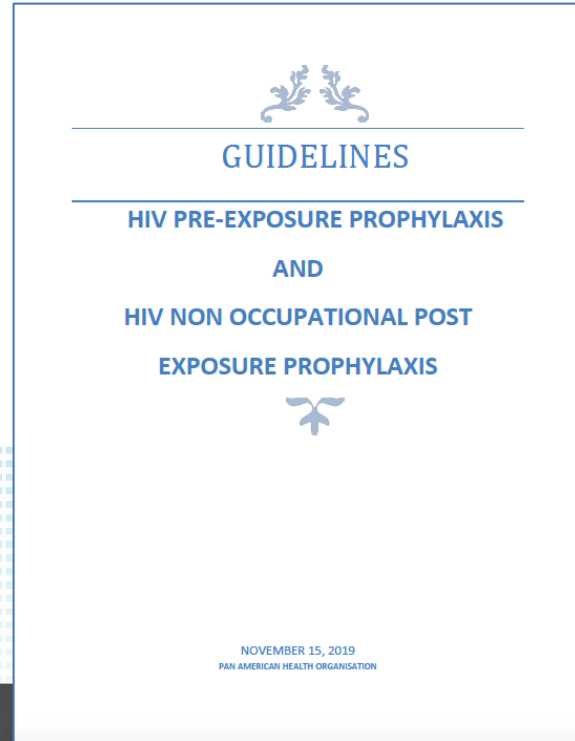 GUIDELINES
HIV PRE-EXPOSURE PROPHYLAXIS
AND
HIV NON OCCUPATIONAL POST
EXPOSURE PROPHYLAXIS
NOVEMBER 15, 2019
PAN AMERICAN HEALTH ORGANISATION